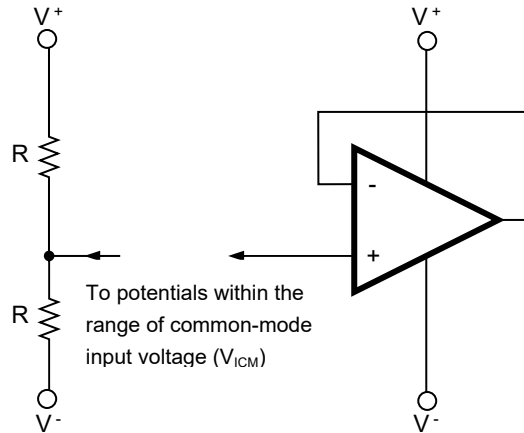 V+
V+
R
-
+
To potentials within the
range of common-mode
input voltage (VICM)
R
V-
V-